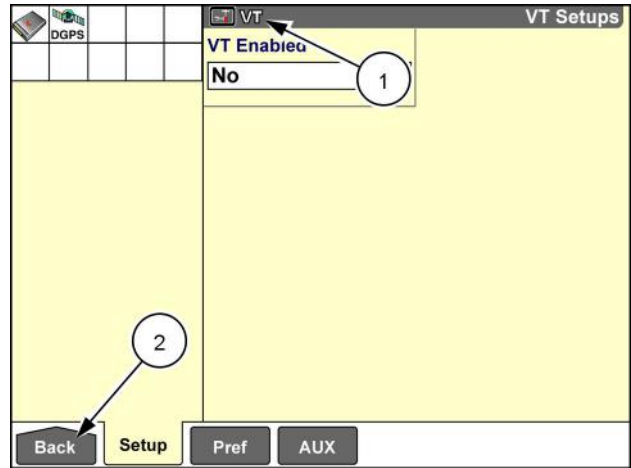 DGPS
VT
VT Setups
VT Enabled
No
1
2
Back
Setup
Pref
AUX